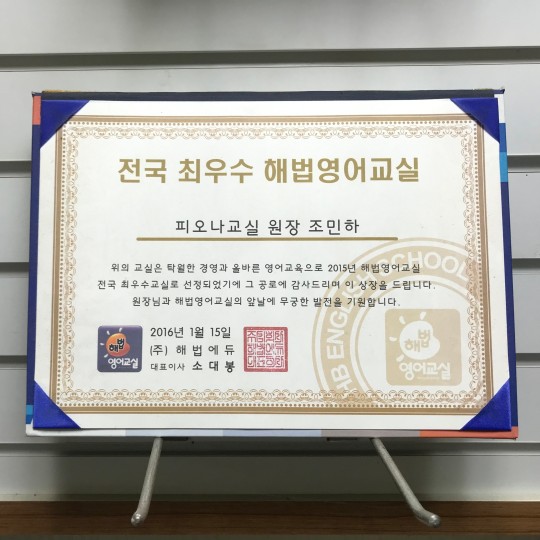 전국 최우수 해법영어교실
피오나교실 원장 조민하
위의 교실은 탁월한 경영과 올바른 영어교육으로 2015년 해법영어교실
전국 최우수교실로 선정되었기에 그 공로에 감사드리며 이 상장을 드립니다.
원장님과 해법영어교실의 앞날에 무궁한 발전을 기원합니다.
2016년 1월 15일
(주) 해법에듀
대표이사 소대봉
해법
영어교실
HB ENGLISH SCHOOL
해법
영어교실